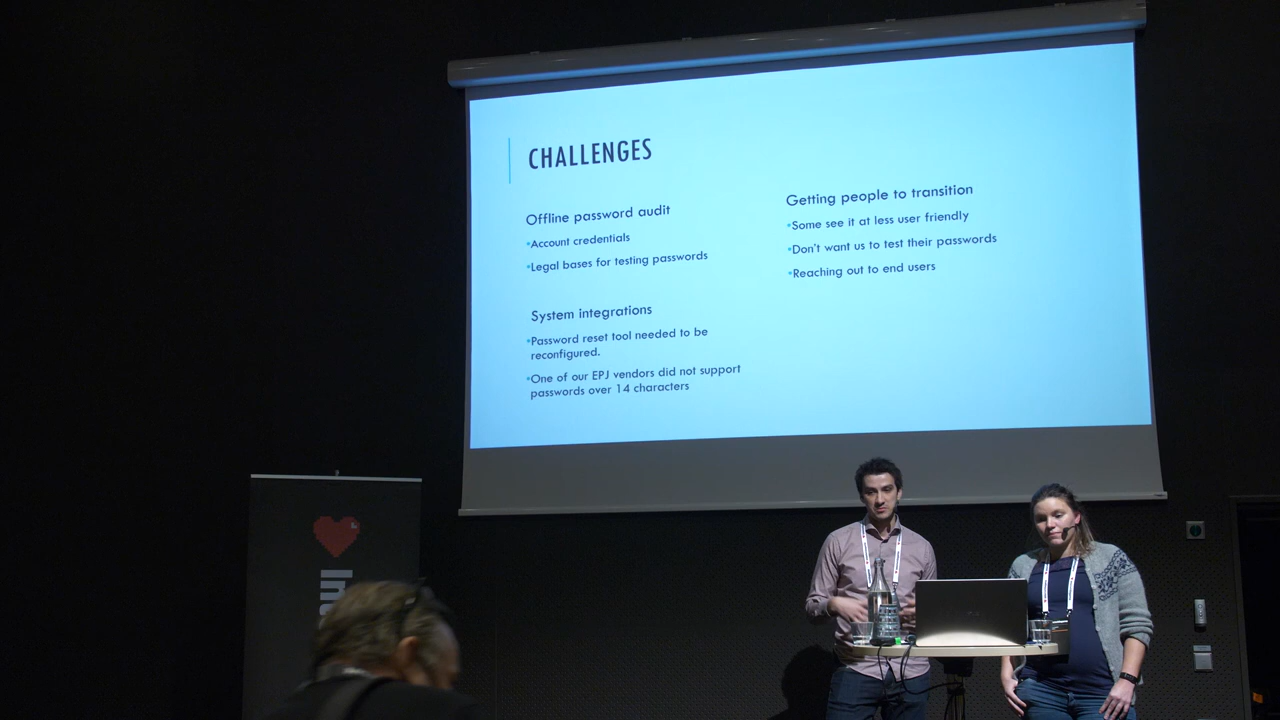 CHALLENGES
Offline password audit
•Account credentials
•Legal bases for testing passwords
System integrations
•Password reset tool needed to be
reconfigured.
•One of our EPJ vendors did not support
passwords over 14 characters
Getting people to transition
•Some see it at less user friendly
•Don't want us to test their passwords
•Reaching out to end users